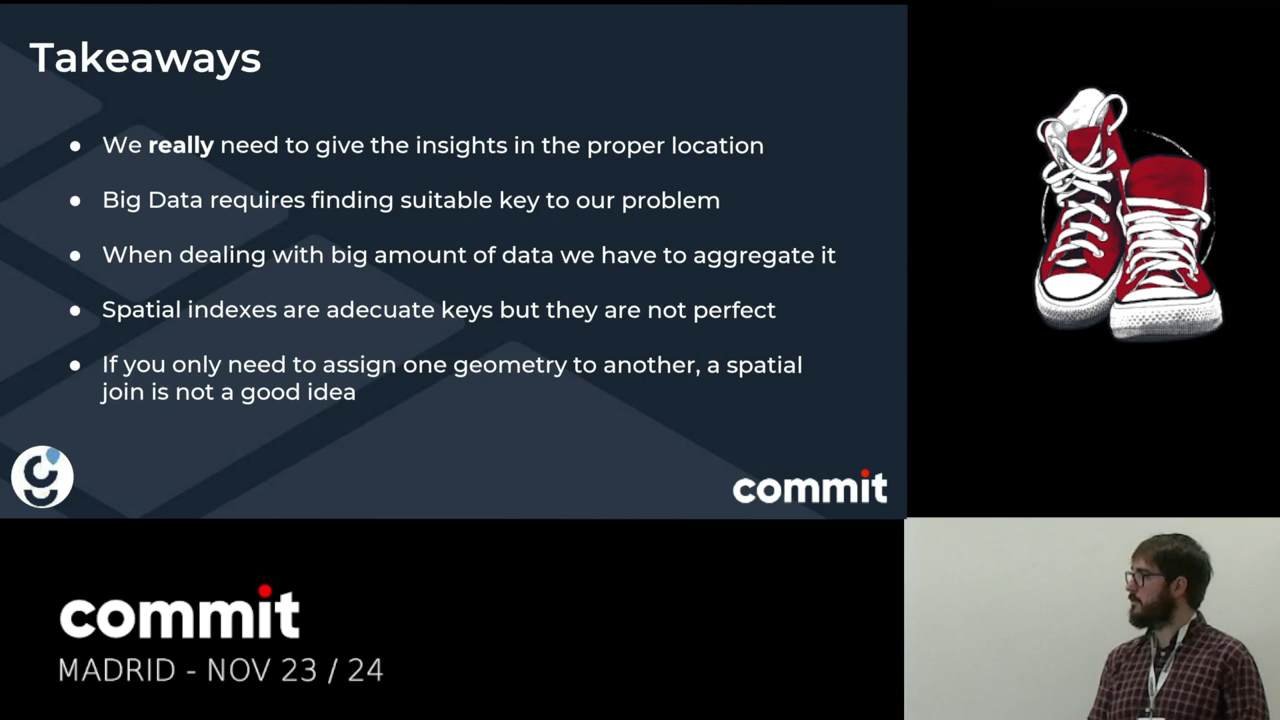 Takeaways
● We really need to give the insights in the proper location
● Big Data requires finding suitable key to our problem
● When dealing with big amount of data we have to aggregate it
● Spatial indexes are adecuate keys but they are not perfect
● If you only need to assign one geometry to another, a spatial
join is not a good idea
commit
commit
MADRID - NOV 23 / 24